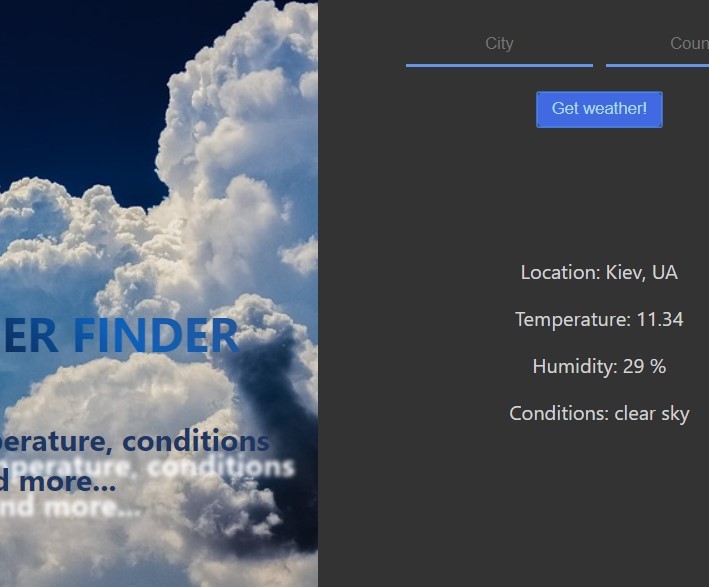 City
Coun
Get weather!
Location: Kiev, UA
Temperature: 11.34
Humidity: 29 %
Conditions: clear sky
ER FINDER
perature, conditions
d more...
perature, conditions
nd more...